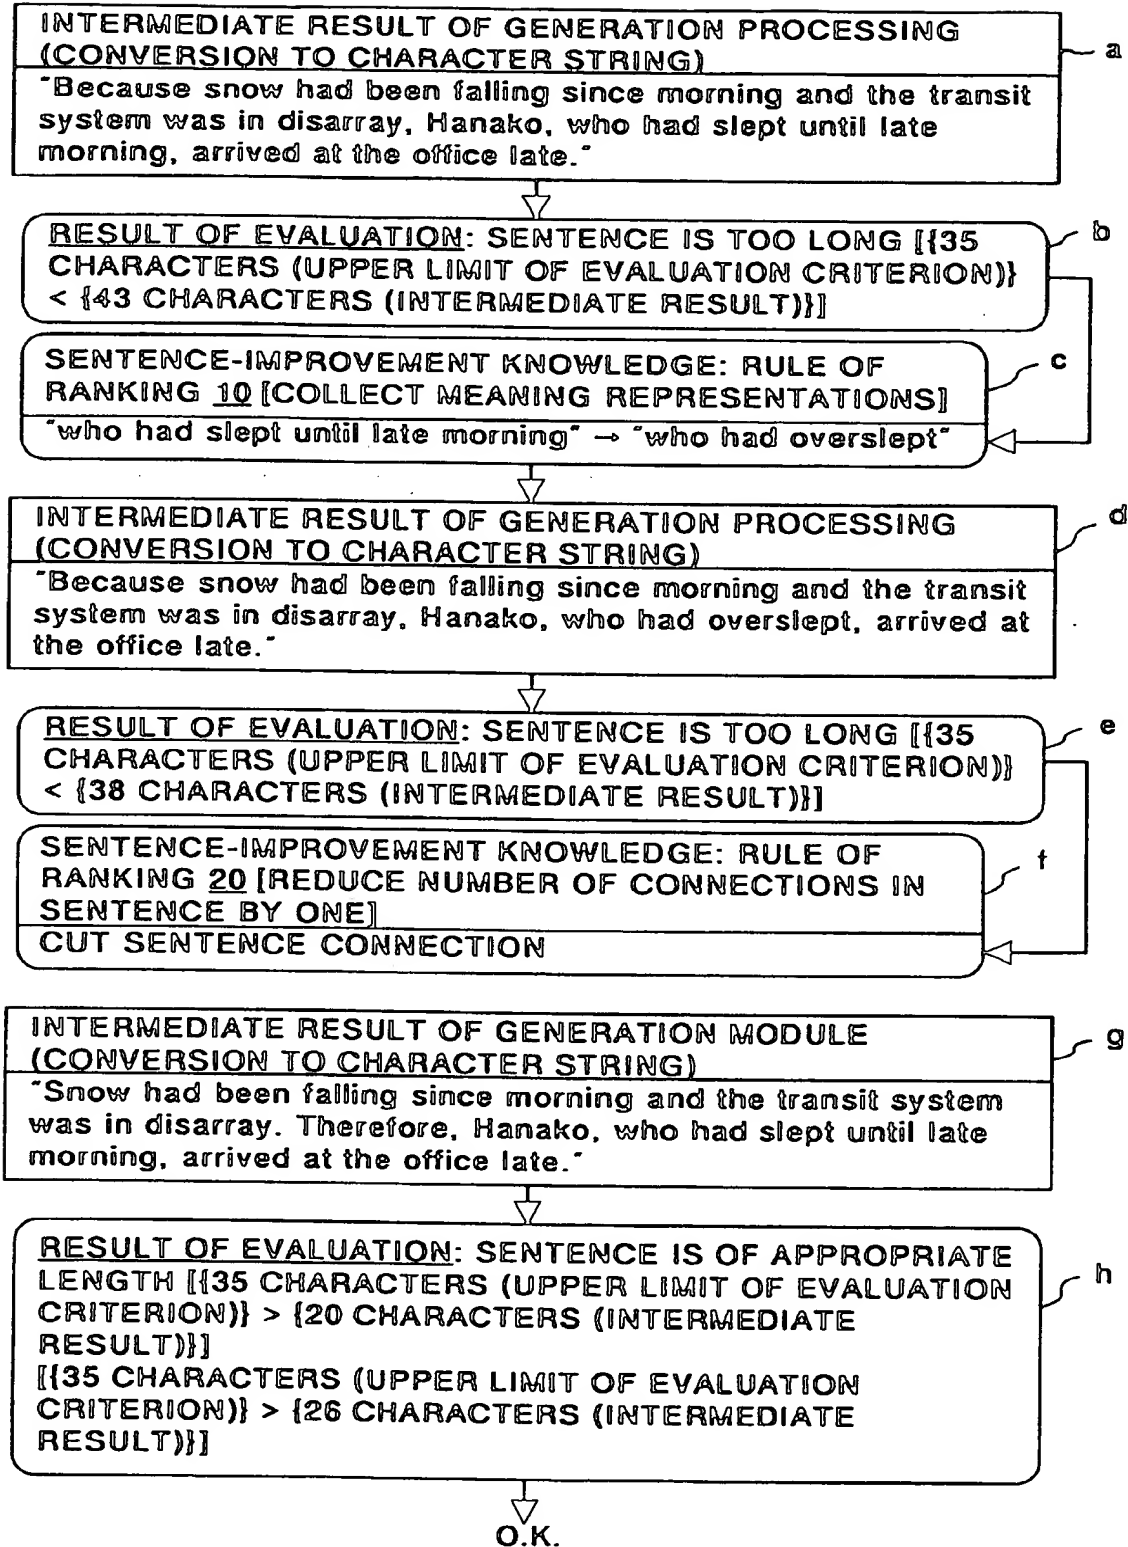 INTERMEDIATE RESULT OF GENERATION PROCESSING
(CONVERSION TO CHARACTER STRING)
a
"Because snow had been falling since morning and the transit
system was in disarray, Hanako, who had slept until late
morning, arrived at the office late."
RESULT OF EVALUATION: SENTENCE IS TOO LONG [{35
b
CHARACTERS (UPPER LIMIT OF EVALUATION CRITERION)}
< {43 CHARACTERS (INTERMEDIATE RESULT)}]
SENTENCE-IMPROVEMENT KNOWLEDGE: RULE OF
c
RANKING 10 [COLLECT MEANING REPRESENTATIONS]
"who had slept until late morning" → "who had overslept"
INTERMEDIATE RESULT OF GENERATION PROCESSING
d
(CONVERSION TO CHARACTER STRING)
"Because snow had been falling since morning and the transit
system was in disarray, Hanako, who had overslept, arrived at
the office late."
RESULT OF EVALUATION: SENTENCE IS TOO LONG [{35
e
CHARACTERS (UPPER LIMIT OF EVALUATION CRITERION)}
< {38 CHARACTERS (INTERMEDIATE RESULT)}]
SENTENCE-IMPROVEMENT KNOWLEDGE: RULE OF
f
RANKING 20 [REDUCE NUMBER OF CONNECTIONS IN
SENTENCE BY ONE]
CUT SENTENCE CONNECTION
INTERMEDIATE RESULT OF GENERATION MODULE
g
(CONVERSION TO CHARACTER STRING)
"Snow had been falling since morning and the transit system
was in disarray. Therefore, Hanako, who had slept until late
morning, arrived at the office late."
RESULT OF EVALUATION: SENTENCE IS OF APPROPRIATE
h
LENGTH [{35 CHARACTERS (UPPER LIMIT OF EVALUATION
CRITERION)} > {20 CHARACTERS (INTERMEDIATE
RESULT)}]
[{35 CHARACTERS (UPPER LIMIT OF EVALUATION
CRITERION)} > {26 CHARACTERS (INTERMEDIATE
RESULT)}]
O.K.